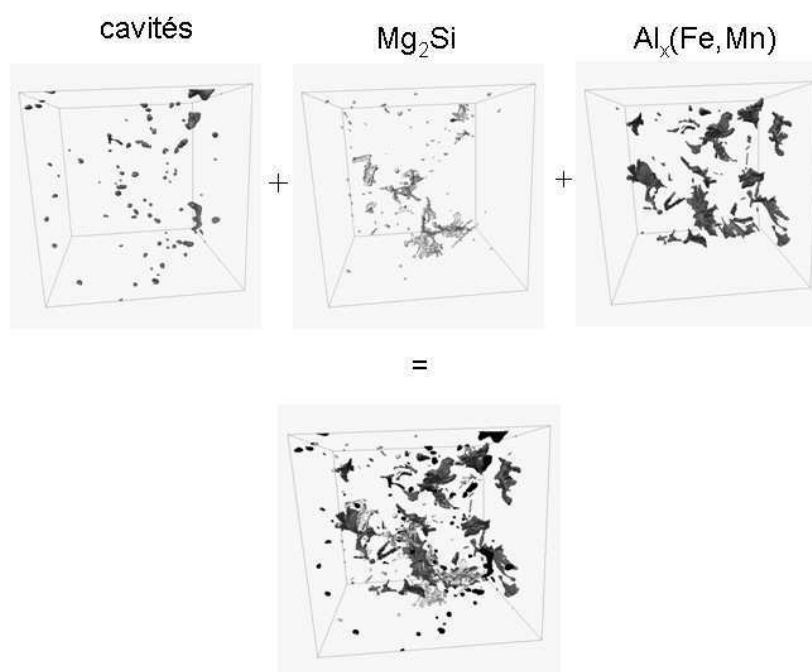 cavités
Mg₂Si
Alₓ(Fe,Mn)
+
+
=